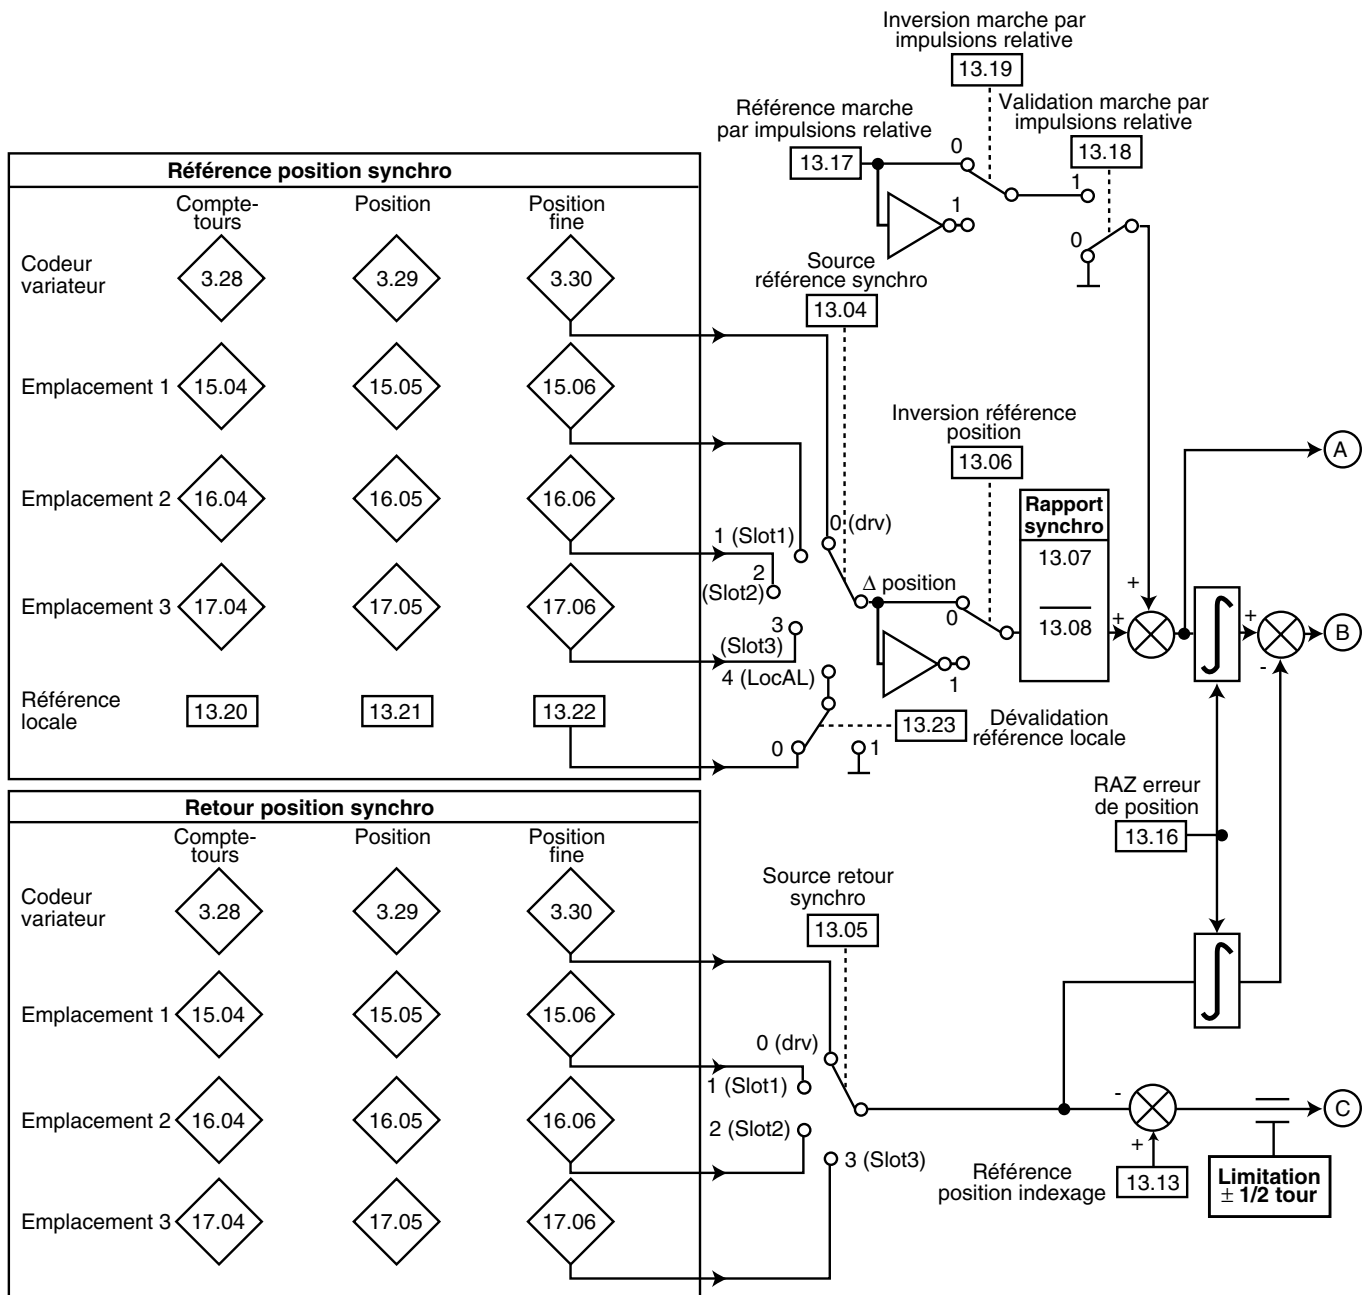 Inversion marche par
impulsions relative
13.19
Référence marche
par impulsions relative
13.17
Validation marche par
impulsions relative
13.18
0
1
1
0
Référence position synchro
Compte-
tours
Position
Position
fine
Codeur
variateur
3.28
3.29
3.30
Emplacement 1
15.04
15.05
15.06
Emplacement 2
16.04
16.05
16.06
Emplacement 3
17.04
17.05
17.06
Référence
locale
13.20
13.21
13.22
Source
référence synchro
13.04
0 (drv)
1 (Slot1)
2
(Slot2)
3
(Slot3)
4 (LocAL)
0
1
13.23
Dévalidation
référence locale
Δ position
Inversion référence
position
13.06
0
1
Rapport
synchro
13.07
13.08
+
+
+
-
A
B
RAZ erreur
de position
13.16
Retour position synchro
Compte-
tours
Position
Position
fine
Codeur
variateur
3.28
3.29
3.30
Emplacement 1
15.04
15.05
15.06
Emplacement 2
16.04
16.05
16.06
Emplacement 3
17.04
17.05
17.06
Source retour
synchro
13.05
0 (drv)
1 (Slot1)
2 (Slot2)
3 (Slot3)
-
+
C
Référence
position indexage
13.13
Limitation
± 1/2 tour